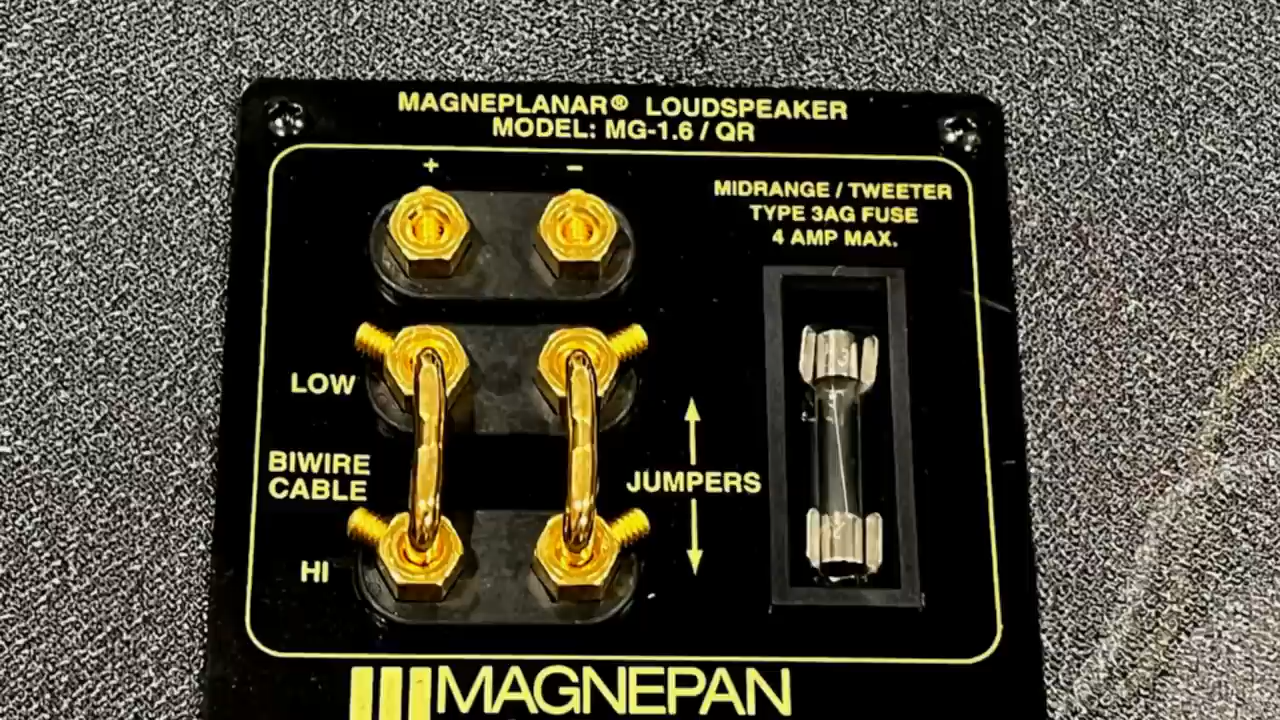 MAGNEPLANAR® LOUDSPEAKER
MODEL: MG-1.6 / QR
+ −
MIDRANGE / TWEETER
TYPE 3AG FUSE
4 AMP MAX.
LOW
BIWIRE
CABLE
JUMPERS
HI
MAGNEPAN